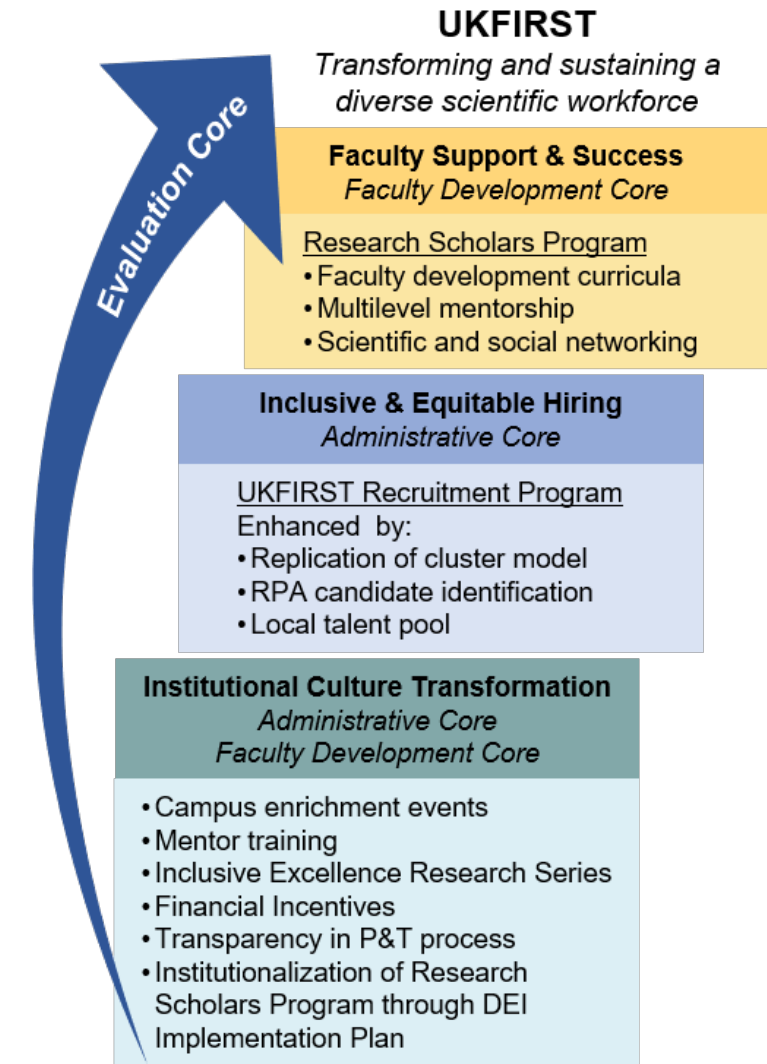 UKFIRST
Transforming and sustaining a
diverse scientific workforce
Evaluation Core
Faculty Support & Success
Faculty Development Core
Research Scholars Program
• Faculty development curricula
• Multilevel mentorship
• Scientific and social networking
Inclusive & Equitable Hiring
Administrative Core
UKFIRST Recruitment Program
Enhanced by:
• Replication of cluster model
• RPA candidate identification
• Local talent pool
Institutional Culture Transformation
Administrative Core
Faculty Development Core
• Campus enrichment events
• Mentor training
• Inclusive Excellence Research Series
• Financial Incentives
• Transparency in P&T process
• Institutionalization of Research
Scholars Program through DEI
Implementation Plan